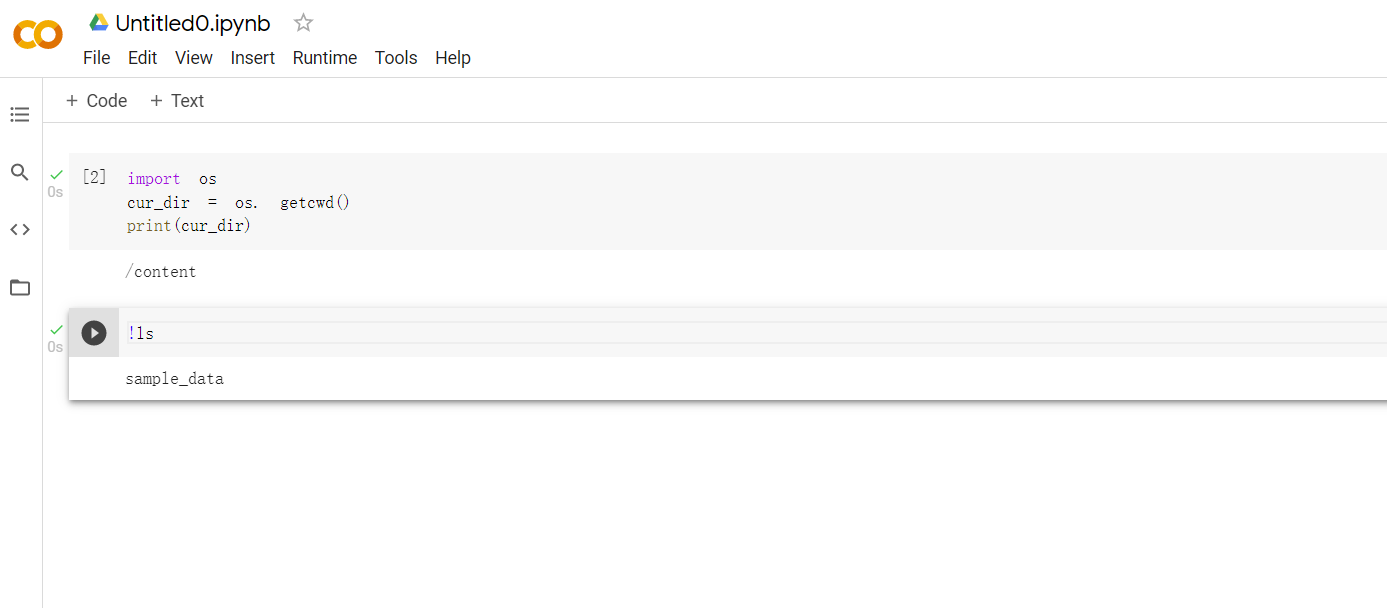 Untitled0.ipynb
File Edit View Insert Runtime Tools Help
+ Code + Text
[2] import os
cur_dir = os. getcwd()
print(cur_dir)
0s
/content
!ls
0s
sample_data